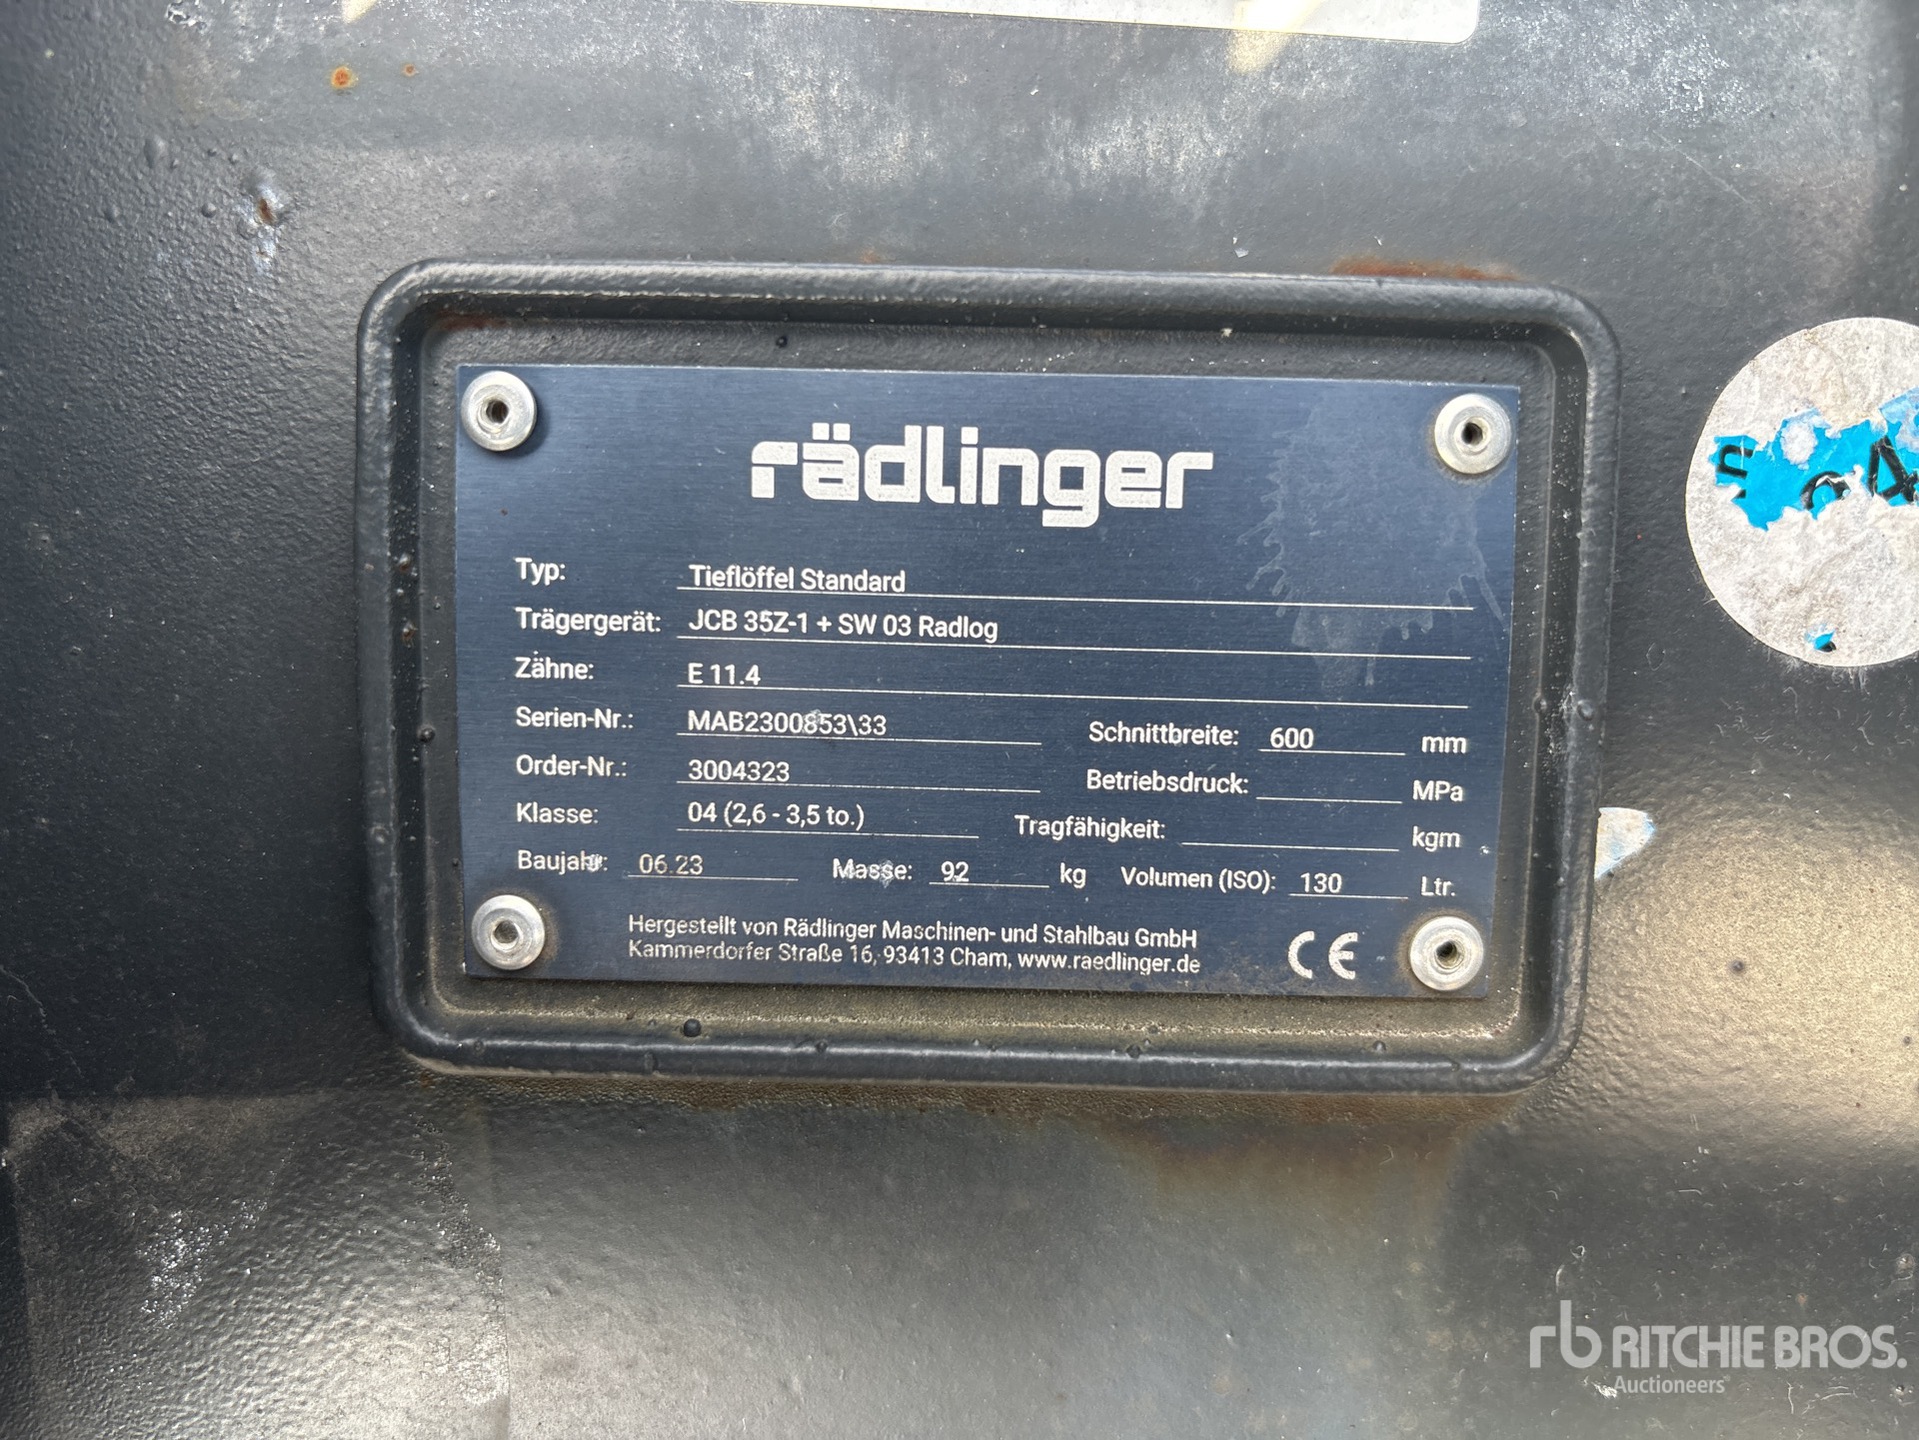 rädlinger
Typ: Tieflöffel Standard
Trägergerät: JCB 35Z-1 + SW 03 Radlog
Zähne: E 11.4
Serien-Nr.: MAB2300853\33 Schnittbreite: 600 mm
Order-Nr.: 3004323 Betriebsdruck: MPa
Klasse: 04 (2,6 - 3,5 to.) Tragfähigkeit: kgm
Baujahr: 06.23 Masse: 92 kg Volumen (ISO): 130 Ltr.
Hergestellt von Rädlinger Maschinen- und Stahlbau GmbH
Kammerdorfer Straße 16, 93413 Cham, www.raedlinger.de
CE
rb RITCHIE BROS.
Auctioneers